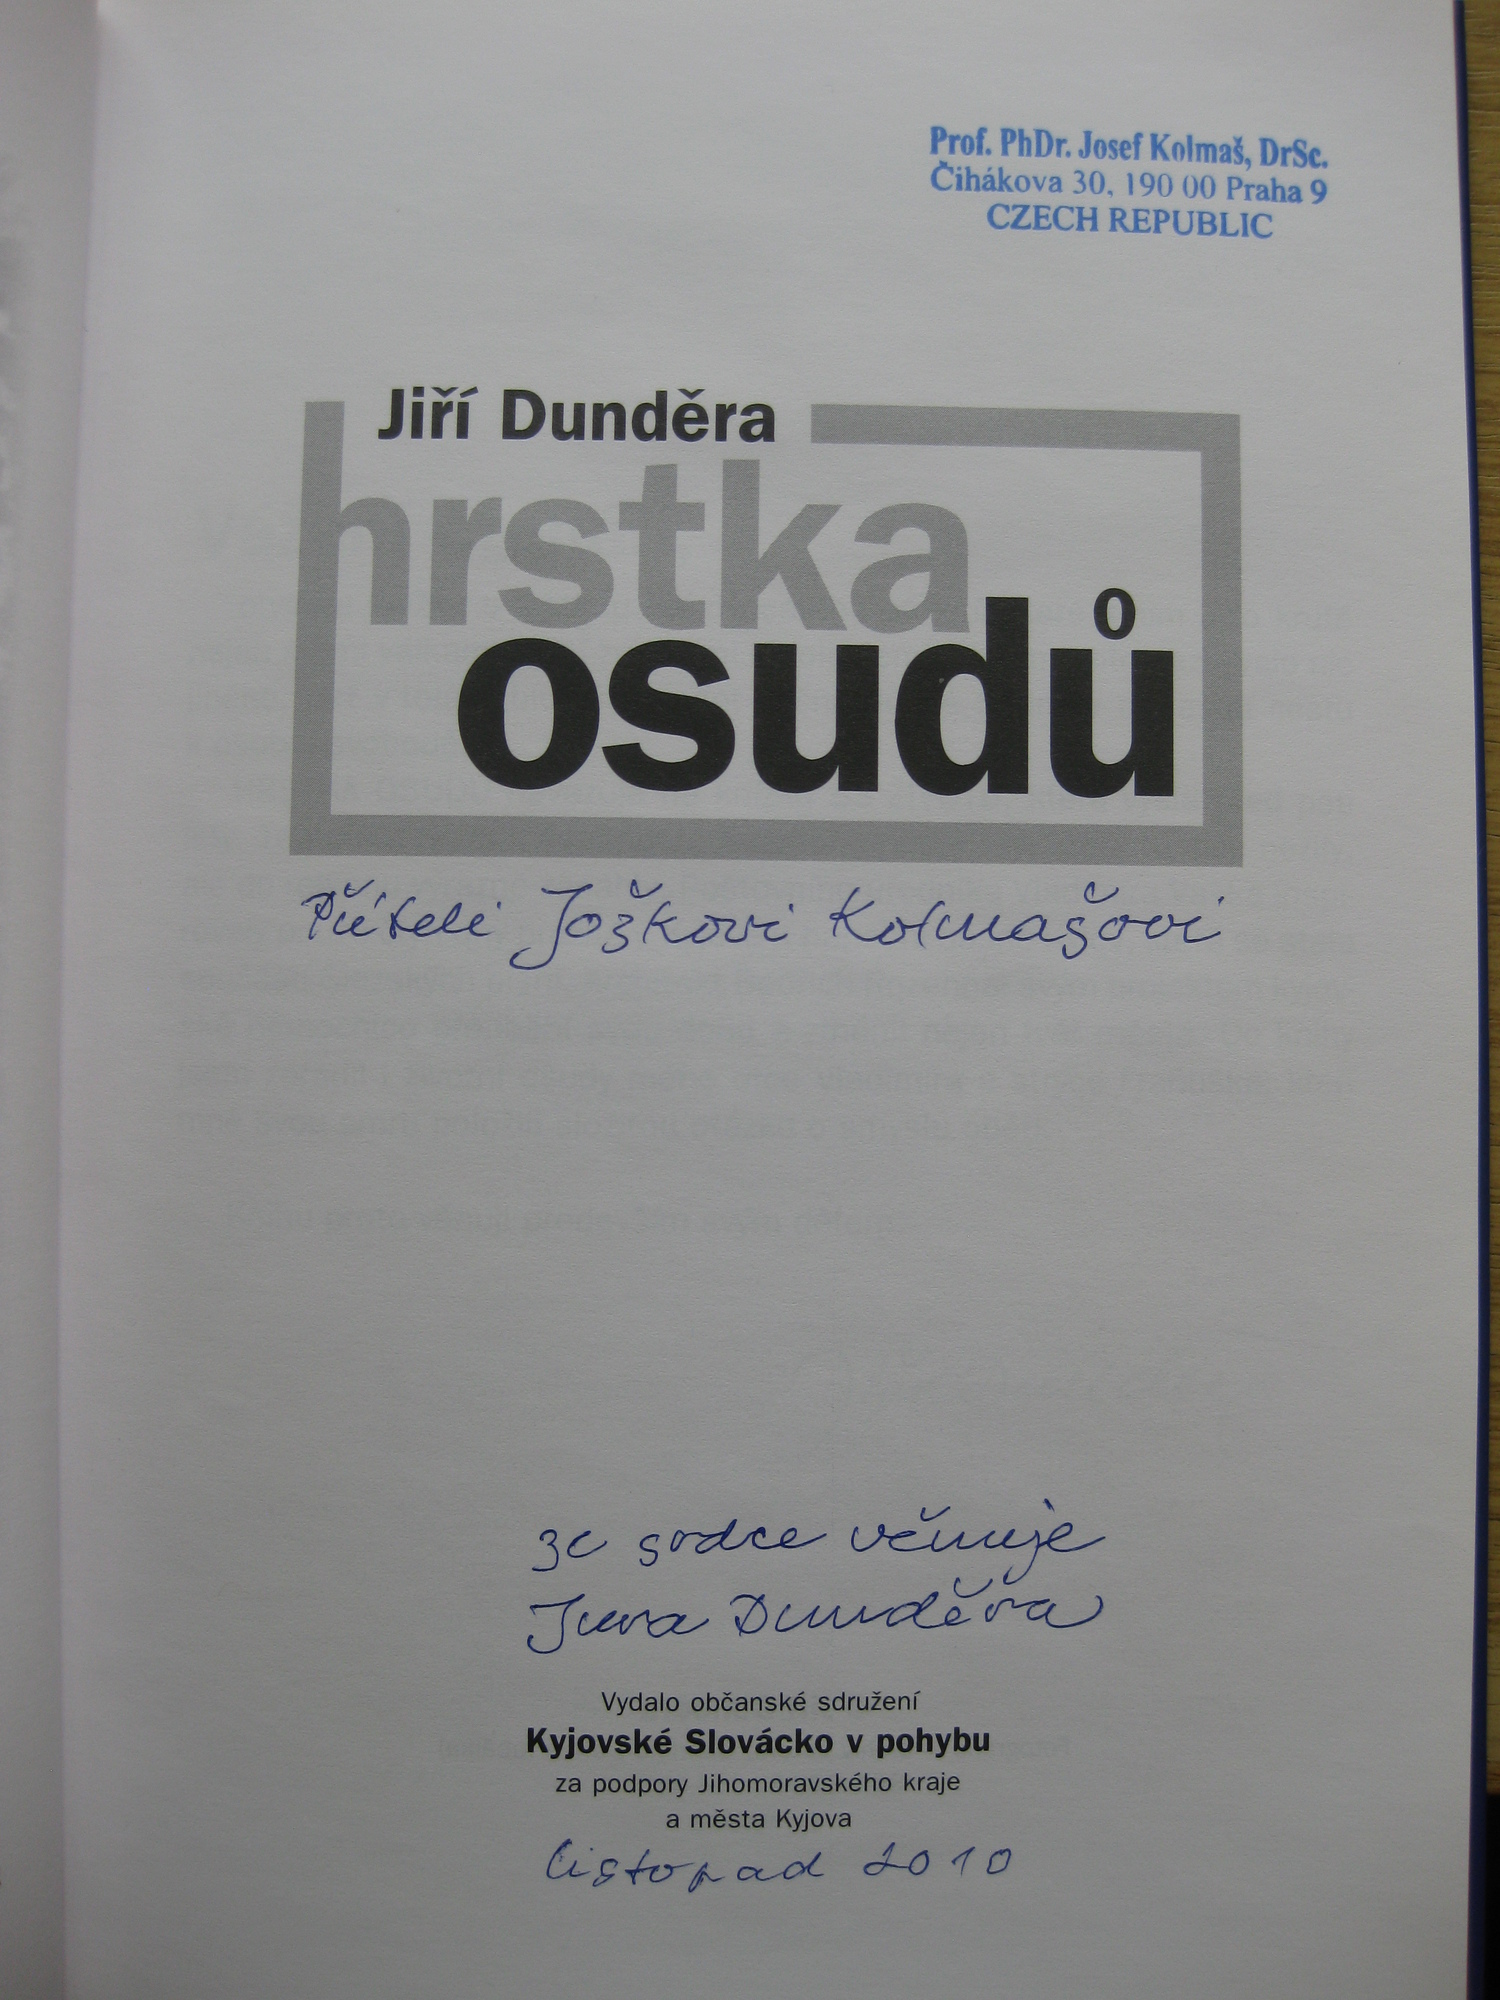 Prof. PhDr. Josef Kolmaš, DrSc.
Čihákova 30, 190 00 Praha 9
CZECH REPUBLIC
Jiří Dunděra
hrstka
osudů
Příteli Joškovi Kolmašovi
ze srdce věnuje
Jura Dunděra
Vydalo občanské sdružení
Kyjovské Slovácko v pohybu
za podpory Jihomoravského kraje
a města Kyjova
listopad 2010